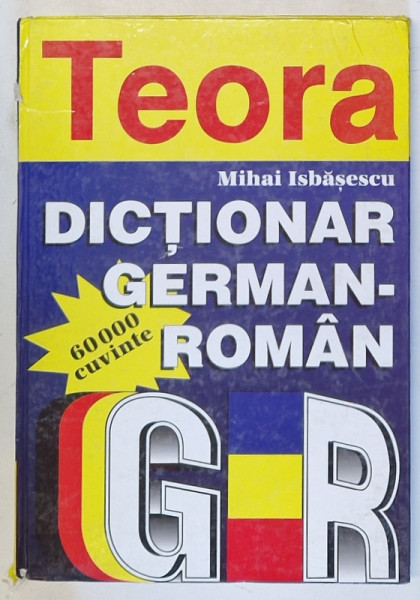 Teora
Mihai Isbășescu
DICȚIONAR
GERMAN-
ROMÂN
60 000
cuvinte
G-R